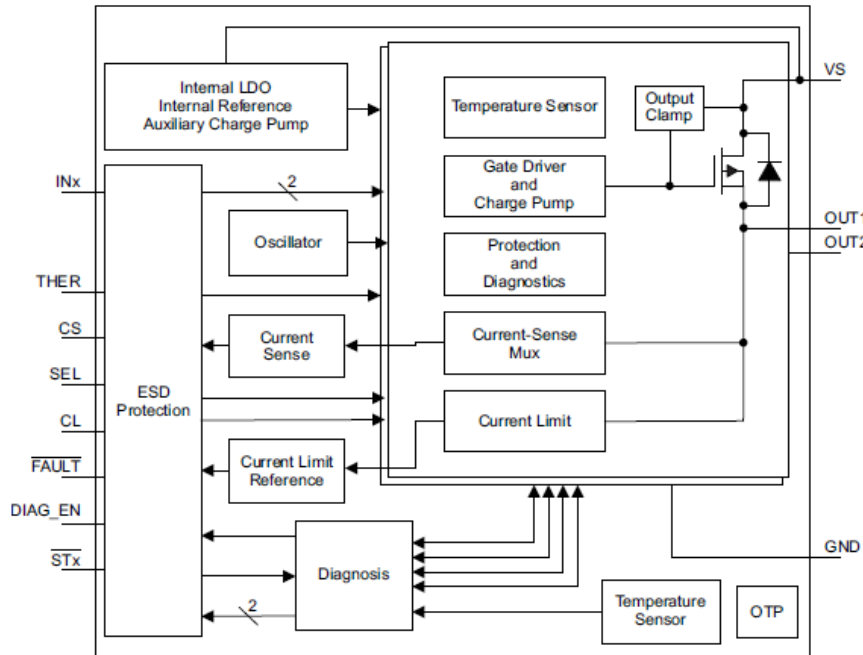 VS
Internal LDO
Internal Reference
Auxiliary Charge Pump
Temperature Sensor
Output
Clamp
INx
2
Gate Driver
and
Charge Pump
OUT1
OUT2
Oscillator
Protection
and
Diagnostics
THER
CS
Current
Sense
Current-Sense
Mux
SEL
ESD
Protection
CL
Current Limit
FAULT
Current Limit
Reference
DIAG_EN
GND
STx
Diagnosis
2
Temperature
Sensor
OTP